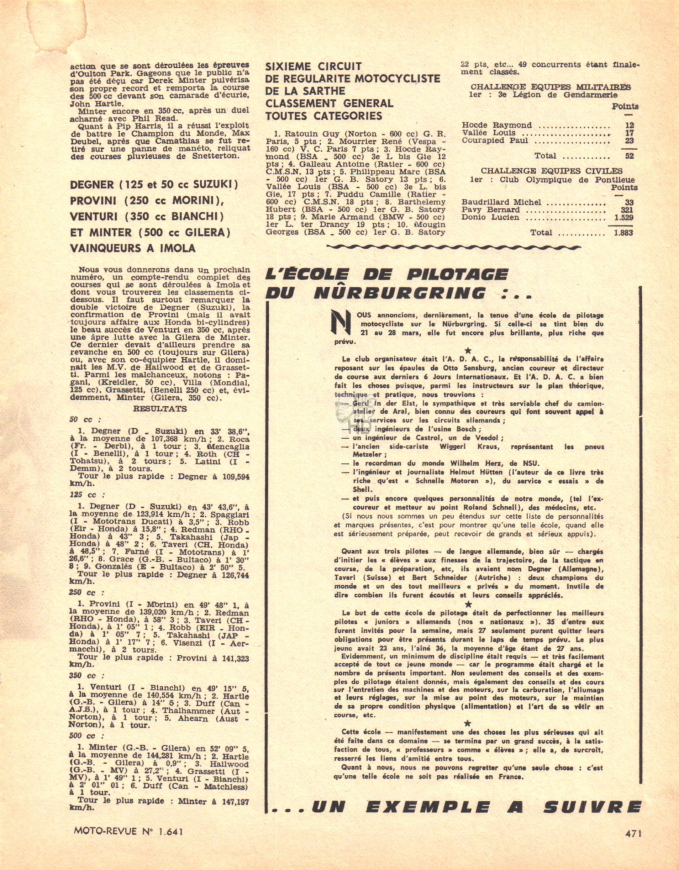 action que se sont déroulées les épreuves
d'Oulton Park. Gageons que le public n'a
pas été déçu car Derek Minter pulvérisa
son propre record et remporta la course
des 500 cc devant son camarade d'écurie,
John Hartle.
Minter encore en 350 cc, après un duel
acharné avec Phil Read.
Quant à Pip Harris, il a réussi l'exploit
de battre le Champion du Monde, Max
Deubel, après que Camathias se fut re-
tiré sur une panne de manéto, reliquat
des courses pluvieuses de Snetterton.
DEGNER (125 et 50 cc SUZUKI)
PROVINI (250 cc MORINI),
VENTURI (350 cc BIANCHI)
ET MINTER (500 cc GILERA)
VAINQUEURS A IMOLA
Nous vous donnerons dans un prochain
numéro, un compte-rendu complet des
courses qui se sont déroulées à Imola et
dont vous trouverez les classements ci-
dessous. Il faut surtout remarquer la
double victoire de Degner (Suzuki), la
confirmation de Provini (mais il avait
toujours affaire aux Honda bi-cylindres)
le beau succès de Venturi en 350 cc, après
une âpre lutte avec la Gilera de Minter.
Ce dernier devait d'ailleurs prendre sa
revanche en 500 cc (toujours sur Gilera)
ou, avec son co-équipier Hartle, il domi-
nait les M.V. de Hailwood et de Grasset-
ti. Parmi les machineaux, notons : Pa-
gani, (Kreidler, 50 cc), Villa (Mondial,
125 cc), Grassetti, (Benelli 250 cc) et, évi-
demment, Minter (Gilera, 350 cc).
RESULTATS
50 cc :
1. Degner (D _ Suzuki) en 33' 38,6",
à la moyenne de 107,368 km/h ; 2. Roca
(Fr. - Derbi), à 1 tour ; 3. Mencaglia
(I - Benelli), à 1 tour ; 4. Roth (CH -
Tohatsu), à 2 tours ; 5. Latini (I -
Demm), à 2 tours.
Tour le plus rapide : Degner à 109,594
km/h.
125 cc :
1. Degner (D - Suzuki) en 43' 43,6", à
la moyenne de 123,914 km/h ; 2. Spaggiari
(I - Mototrans Ducati) à 3,5" ; 3. Robb
(Eir - Honda) à 15,8" ; 4. Redman (RHO _
Honda) à 43" 3 ; 5. Takahashi (Jap -
Honda) à 48" 2 ; 6. Taveri (CH. Honda)
à 48,5" ; 7. Farné (I - Mototrans) à 1'
26,6" ; 8. Grace (G.-B. - Bultaco) à 1' 30"
8 ; 9. Gonzalès (E - Bultaco) à 2' 50" 5.
Tour le plus rapide : Degner à 126,744
km/h.
250 cc :
1. Provini (I - Mbrini) en 49' 48" 1, à
la moyenne de 139,020 km/h ; 2. Redman
(RHO - Honda), à 58" 3 ; 3. Taveri (CH -
Honda), à 1' 05" 1 ; 4. Robb (EIR - Hon-
da) à 1' 05" 7 ; 5. Takahashi (JAP -
Honda) à 1' 17" 7 ; 6. Visenzi (I - Aer-
macchi), à 2 tours.
Tour le plus rapide : Provini à 141,323
km/h.
350 cc :
1. Venturi (I - Bianchi) en 49' 15" 5,
à la moyenne de 140,554 km/h ; 2. Hartle
(G.-B. - Gilera) à 14" 5 ; 3. Duff (Can -
A.J.S.), à 1 tour ; 4. Thalhammer (Aut -
Norton), à 1 tour ; 5. Ahearn (Aust -
Norton), à 1 tour.
500 cc :
1. Minter (G.-B. - Gilera) en 52' 09" 5,
à la moyenne de 144,281 km/h ; 2. Hartle
(G.-B. - Gilera) à 0,9" ; 3. Hailwood
(G.-B. - MV) à 27,2" ; 4. Grassetti (I -
MV), à 1' 49" 1 ; 5. Venturi (I - Bianchi)
à 2' 01" 01 ; 6. Duff (Can - Matchless)
à 1 tour.
Tour le plus rapide : Minter à 147,197
km/h.
SIXIEME CIRCUIT
DE REGULARITE MOTOCYCLISTE
DE LA SARTHE
CLASSEMENT GENERAL
TOUTES CATEGORIES
1. Ratouin Guy (Norton - 600 cc) G. R.
Paris, 5 pts ; 2. Mourrier René (Vespa -
160 cc) V. C. Paris 7 pts ; 3. Hocde Ray-
mond (BSA _ 500 cc) 3e L bis Gie 12
pts ; 4. Galleau Antoine (Ratier - 600 cc)
C.M.S.N. 13 pts ; 5. Philippeau Marc (BSA
- 500 cc) 1er G. B. Satory 13 pts ; 6.
Vallée Louis (BSA - 500 cc) 3e L. bis
Gie, 17 pts ; 7. Puddu Camille (Ratier -
600 cc) C.M.S.N. 18 pts ; 8. Barthelemy
Hubert (BSA - 500 cc) 1er G. B. Satory
18 pts ; 9. Marie Armand (BMW - 500 cc)
1er L. ter Drancy 19 pts ; 10. Mougin
Georges (BSA _ 500 cc) 1er G. B. Satory
22 pts, etc... 49 concurrents étant finale-
ment classés.
CHALLENGE EQUIPES MILITAIRES
1er : 3e Légion de Gendarmerie
Points
—
Hocde Raymond ................. 12
Vallée Louis ..................... 17
Courapied Paul .................. 23
—
Total ............ 52
CHALLENGE EQUIPES CIVILES
1er : Club Olympique de Pontlieue
Points
—
Baudrillard Michel ............... 33
Pavy Bernard .................... 321
Donio Lucien .................... 1.529
—
Total ............ 1.883
L'ÉCOLE DE PILOTAGE
DU NÜRBURGRING :..
NOUS annoncions, dernièrement, la tenue d'une école de pilotage
motocycliste sur le Nürburgring. Si celle-ci se tint bien du
21 au 28 mars, elle fut encore plus brillante, plus riche que
prévu.
★
Le club organisateur était l'A. D. A. C., la responsabilité de l'affaire
reposant sur les épaules de Otto Sensburg, ancien coureur et directeur
de course aux derniers 6 Jours Internationaux. Et l'A. D. A. C. a bien
fait les choses puisque, parmi les instructeurs sur le plan théorique,
technique et pratique, nous trouvions :
— Gert In der Elst, le sympathique et très serviable chef du camion-
atelier de Aral, bien connu des coureurs qui font souvent appel à
ses services sur les circuits allemands ;
— les ingénieurs de l'usine Bosch ;
— un ingénieur de Castrol, un de Veedol ;
— l'ancien side-cariste Wiggerl Kraus, représentant les pneus
Metzeler ;
— le recordman du monde Wilhelm Herz, de NSU.
— l'ingénieur et journaliste Helmut Hütten (l'auteur de ce livre très
riche qu'est « Schnelle Motoren »), du service « essais » de
Shell.
— et puis encore quelques personnalités de notre monde, (tel l'ex-
coureur et metteur au point Roland Schnell), des médecins, etc.
(Si nous nous sommes un peu étendus sur cette liste de personnalités
et marques présentes, c'est pour montrer qu'une telle école, quand elle
est sérieusement préparée, peut recevoir de grands et sérieux appuis).
Quant aux trois pilotes — de langue allemande, bien sûr — chargés
d'initier les « élèves » aux finesses de la trajectoire, de la tactique en
course, de la préparation, etc, ils avaient nom Degner (Allemagne),
Tavari (Suisse) et Bert Schneider (Autriche) : deux champions du
monde et un des tout meilleurs « privés » du moment. Inutile de
dire combien ils furent écoutés et leurs conseils appréciés.
★
Le but de cette école de pilotage était de perfectionner les meilleurs
pilotes « juniors » allemands (nos « nationaux »). 35 d'entre eux
furent invités pour la semaine, mais 27 seulement purent quitter leurs
obligations pour être présents durant le laps de temps prévu. Le plus
jeune avait 23 ans, l'aîné 36, la moyenne d'âge étant de 27 ans.
Evidemment, un minimum de discipline était requis — et très facilement
accepté de tout ce jeune monde — car le programme était chargé et le
nombre de présents important. Non seulement des conseils et des exem-
ples de pilotage étaient donnés, mais également des conseils et des cours
sur l'entretien des machines et des moteurs, sur la carburation, l'allumage
et leurs réglages, sur la mise au point des moteurs, sur le maintien
de sa propre condition physique (alimentation) et l'art de se vêtir en
course, etc.
★
Cette école — manifestement une des choses les plus sérieuses qui ait
été faite dans ce domaine — se termina par un grand succès, à la satis-
faction de tous, « professeurs » comme « élèves » ; elle a, de surcroît,
resserré les liens d'amitié entre tous.
Quant à nous, nous ne pouvons regretter qu'une seule chose : c'est
qu'une telle école ne soit pas réalisée en France.
...UN EXEMPLE A SUIVRE
MOTO-REVUE N° 1.641
471